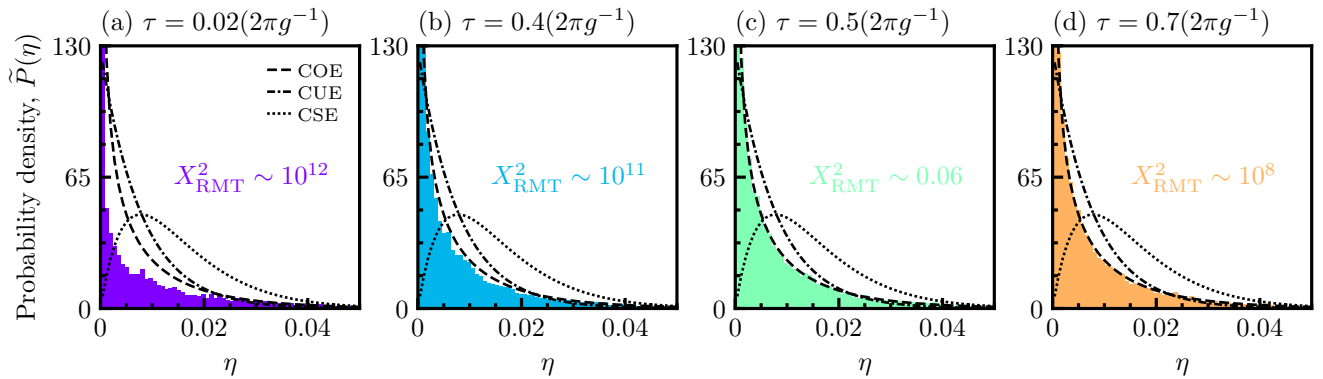 (a) τ = 0.02(2πg⁻¹)
(b) τ = 0.4(2πg⁻¹)
(c) τ = 0.5(2πg⁻¹)
(d) τ = 0.7(2πg⁻¹)
Probability density, P̃(η)
130
65
0
COE
CUE
CSE
X²_RMT ∼ 10¹²
0
0.02
0.04
η
130
65
0
X²_RMT ∼ 10¹¹
0
0.02
0.04
η
130
65
0
X²_RMT ∼ 0.06
0
0.02
0.04
η
130
65
0
X²_RMT ∼ 10⁸
0
0.02
0.04
η